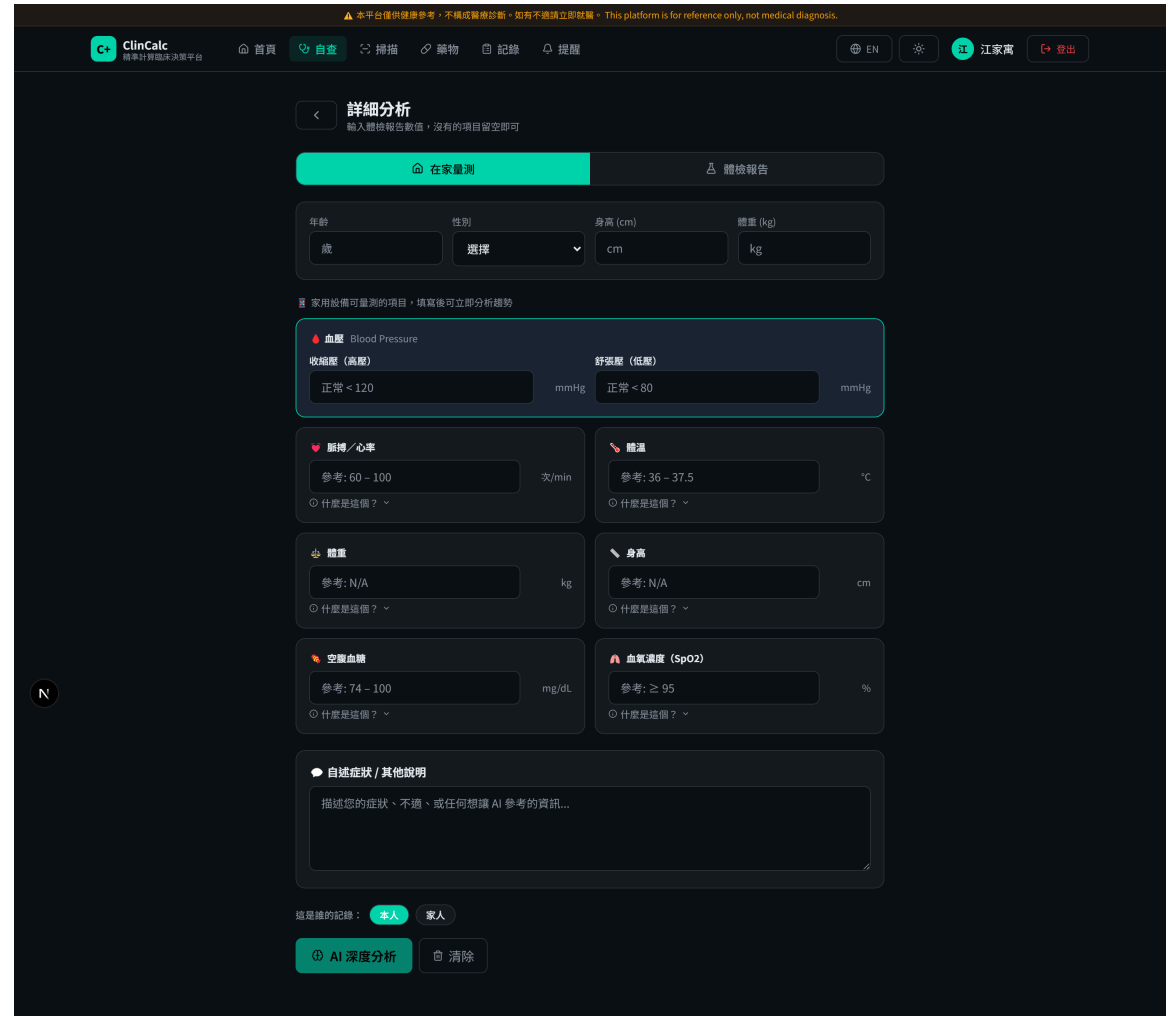 本平台僅供健康參考，不構成醫療診斷。如有不適請立即就醫。 This platform is for reference only, not medical diagnosis.
C+ ClinCalc
精準計算臨床決策平台
首頁 自查 掃描 藥物 記錄 提醒
EN 江 江家寓 登出
詳細分析
輸入體檢報告數值，沒有的項目留空即可
在家量測 體檢報告
年齡 性別 身高 (cm) 體重 (kg)
歲 選擇 cm kg
家用設備可量測的項目，填寫後可立即分析趨勢
血壓 Blood Pressure
收縮壓（高壓） 舒張壓（低壓）
正常 < 120 mmHg 正常 < 80 mmHg
脈搏／心率 體溫
參考: 60 – 100 次/min 參考: 36 – 37.5 °C
什麼是這個？ 什麼是這個？
體重 身高
參考: N/A kg 參考: N/A cm
什麼是這個？ 什麼是這個？
空腹血糖 血氧濃度（SpO2）
參考: 74 – 100 mg/dL 參考: ≥ 95 %
什麼是這個？ 什麼是這個？
N
自述症狀 / 其他說明
描述您的症狀、不適、或任何想讓 AI 參考的資訊...
這是誰的記錄： 本人 家人
AI 深度分析 清除